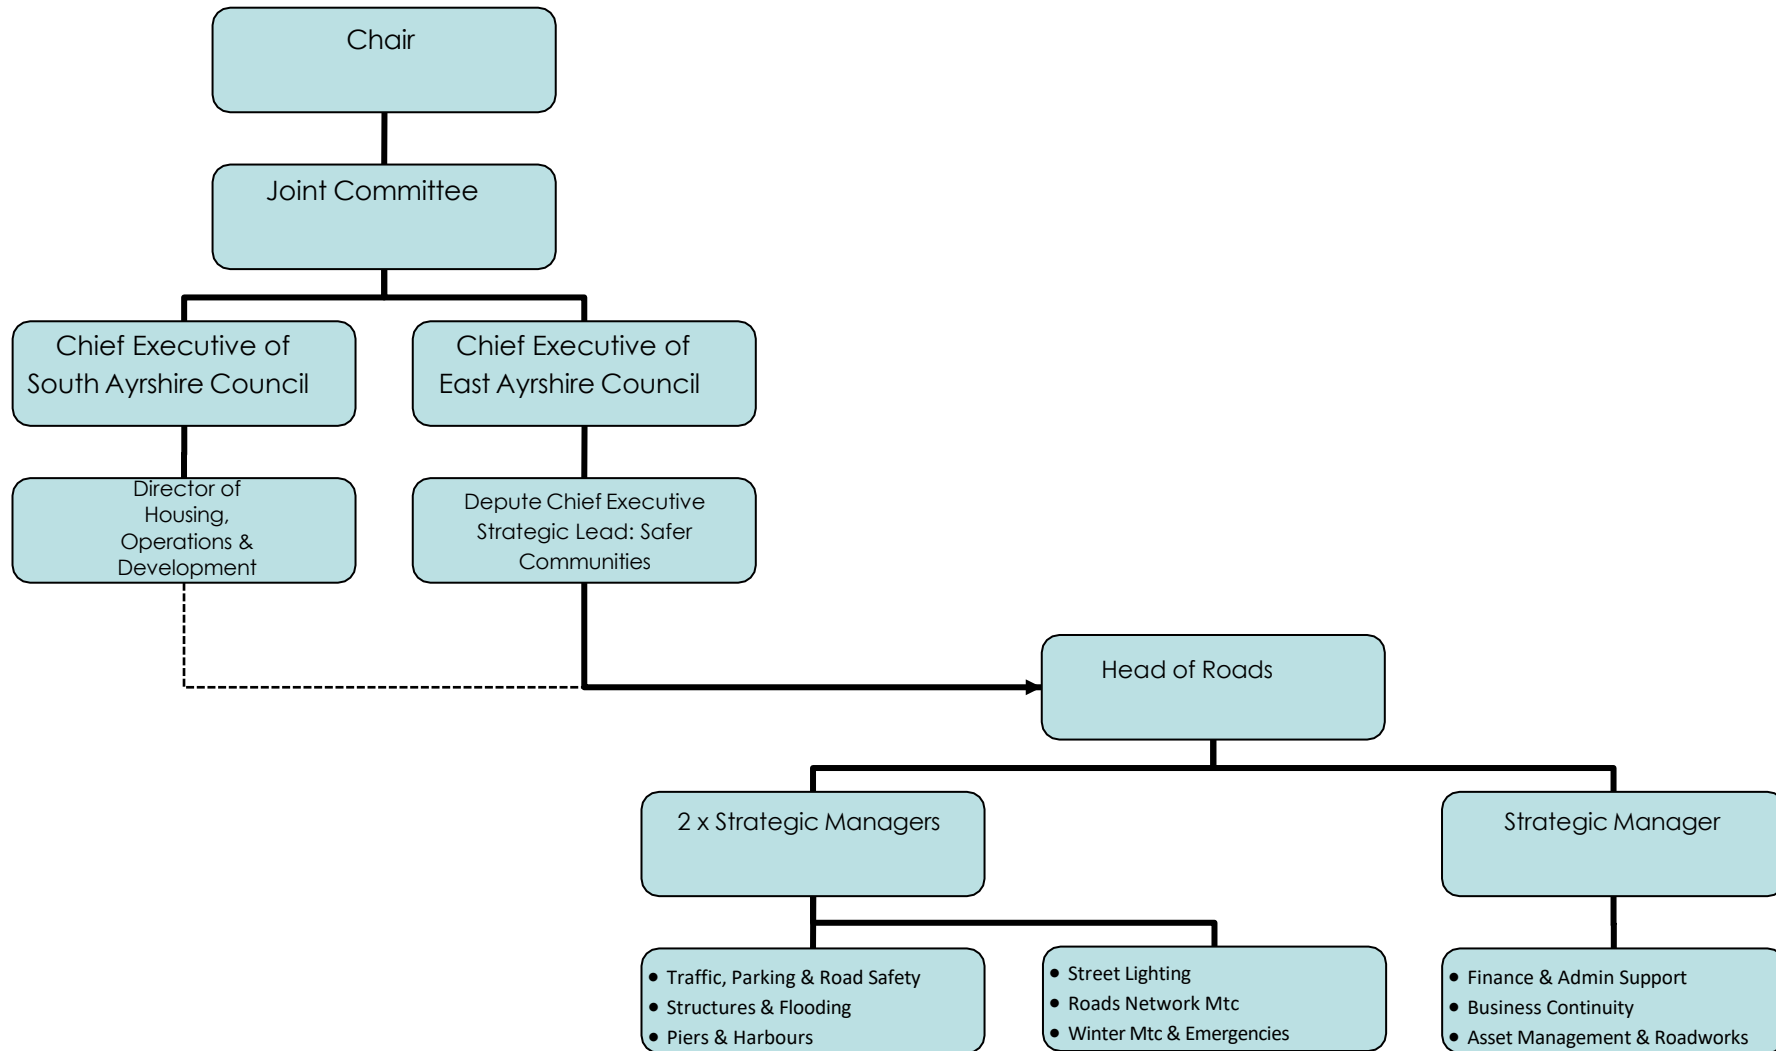 Chair
Joint Committee
Chief Executive of
South Ayrshire Council
Chief Executive of
East Ayrshire Council
Director of
Housing,
Operations &
Development
Depute Chief Executive
Strategic Lead: Safer
Communities
Head of Roads
2 x Strategic Managers
Strategic Manager
• Traffic, Parking & Road Safety
• Structures & Flooding
• Piers & Harbours
• Street Lighting
• Roads Network Mtc
• Winter Mtc & Emergencies
• Finance & Admin Support
• Business Continuity
• Asset Management & Roadworks